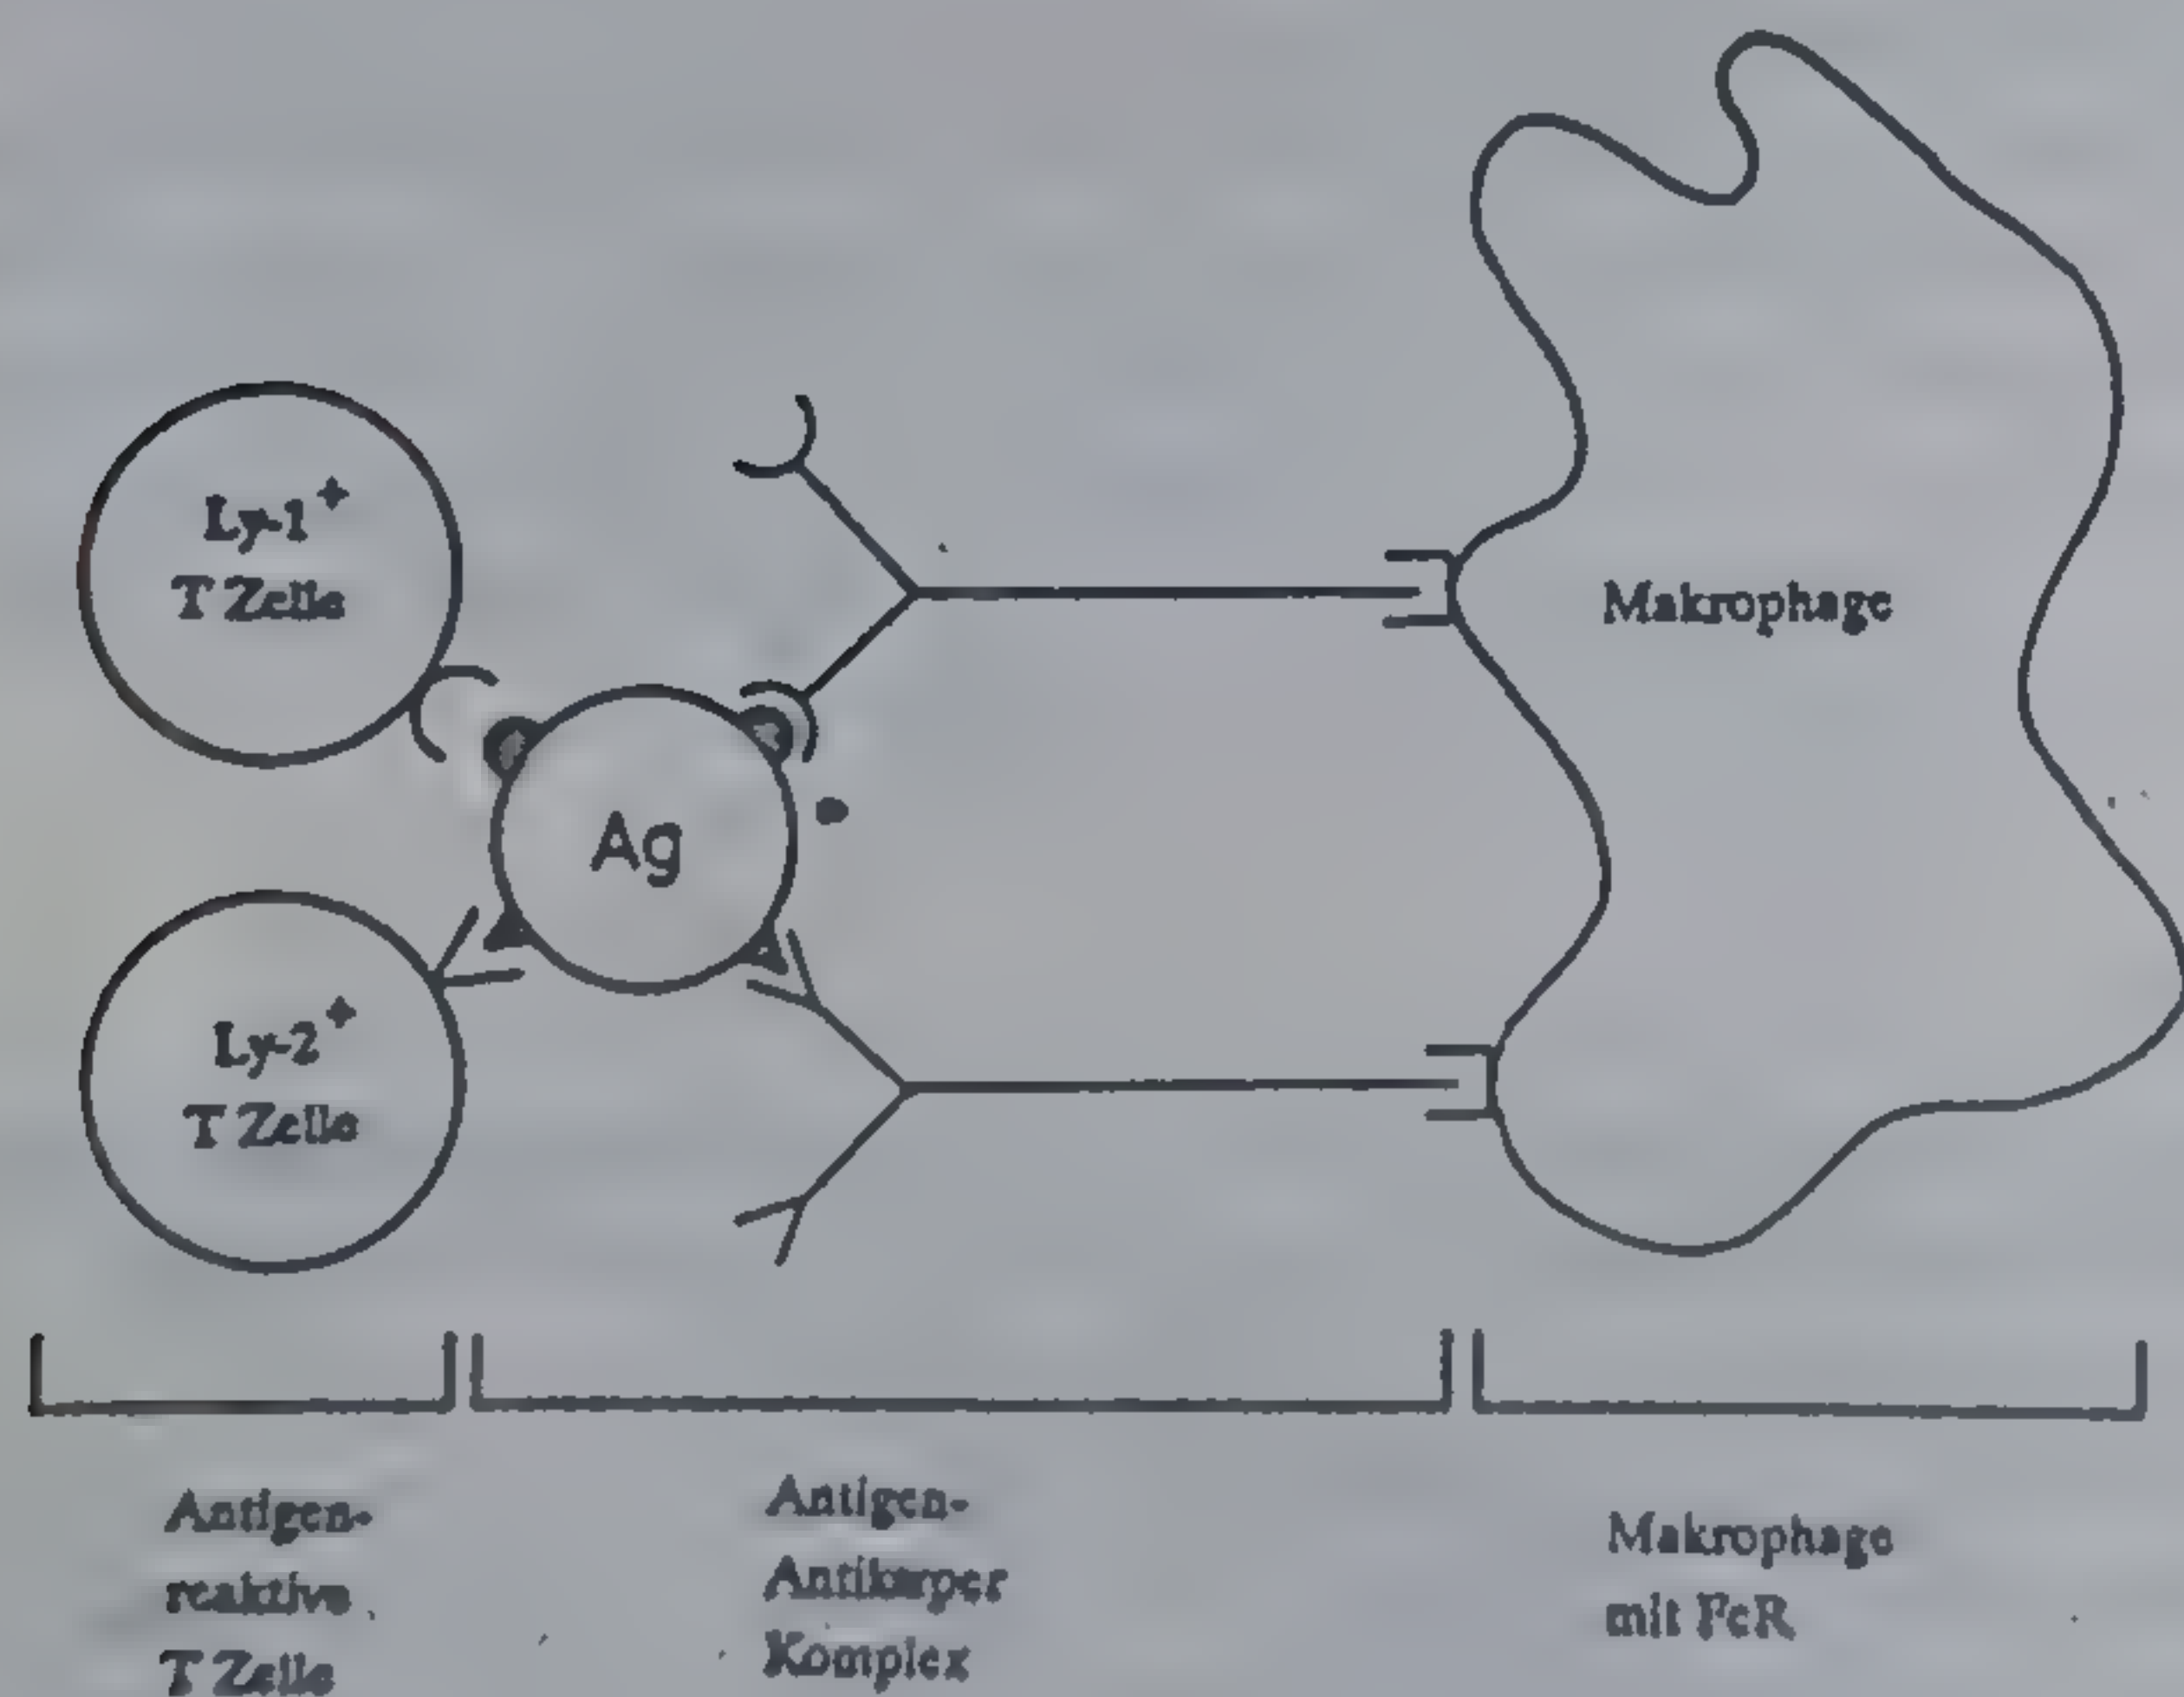 Ly-1+
T Zelle
Makrophage
Ag
Ly-2+
T Zelle
Antigen-
reaktive
T Zelle
Antigen-
Antikörper
Komplex
Makrophage
mit FcR